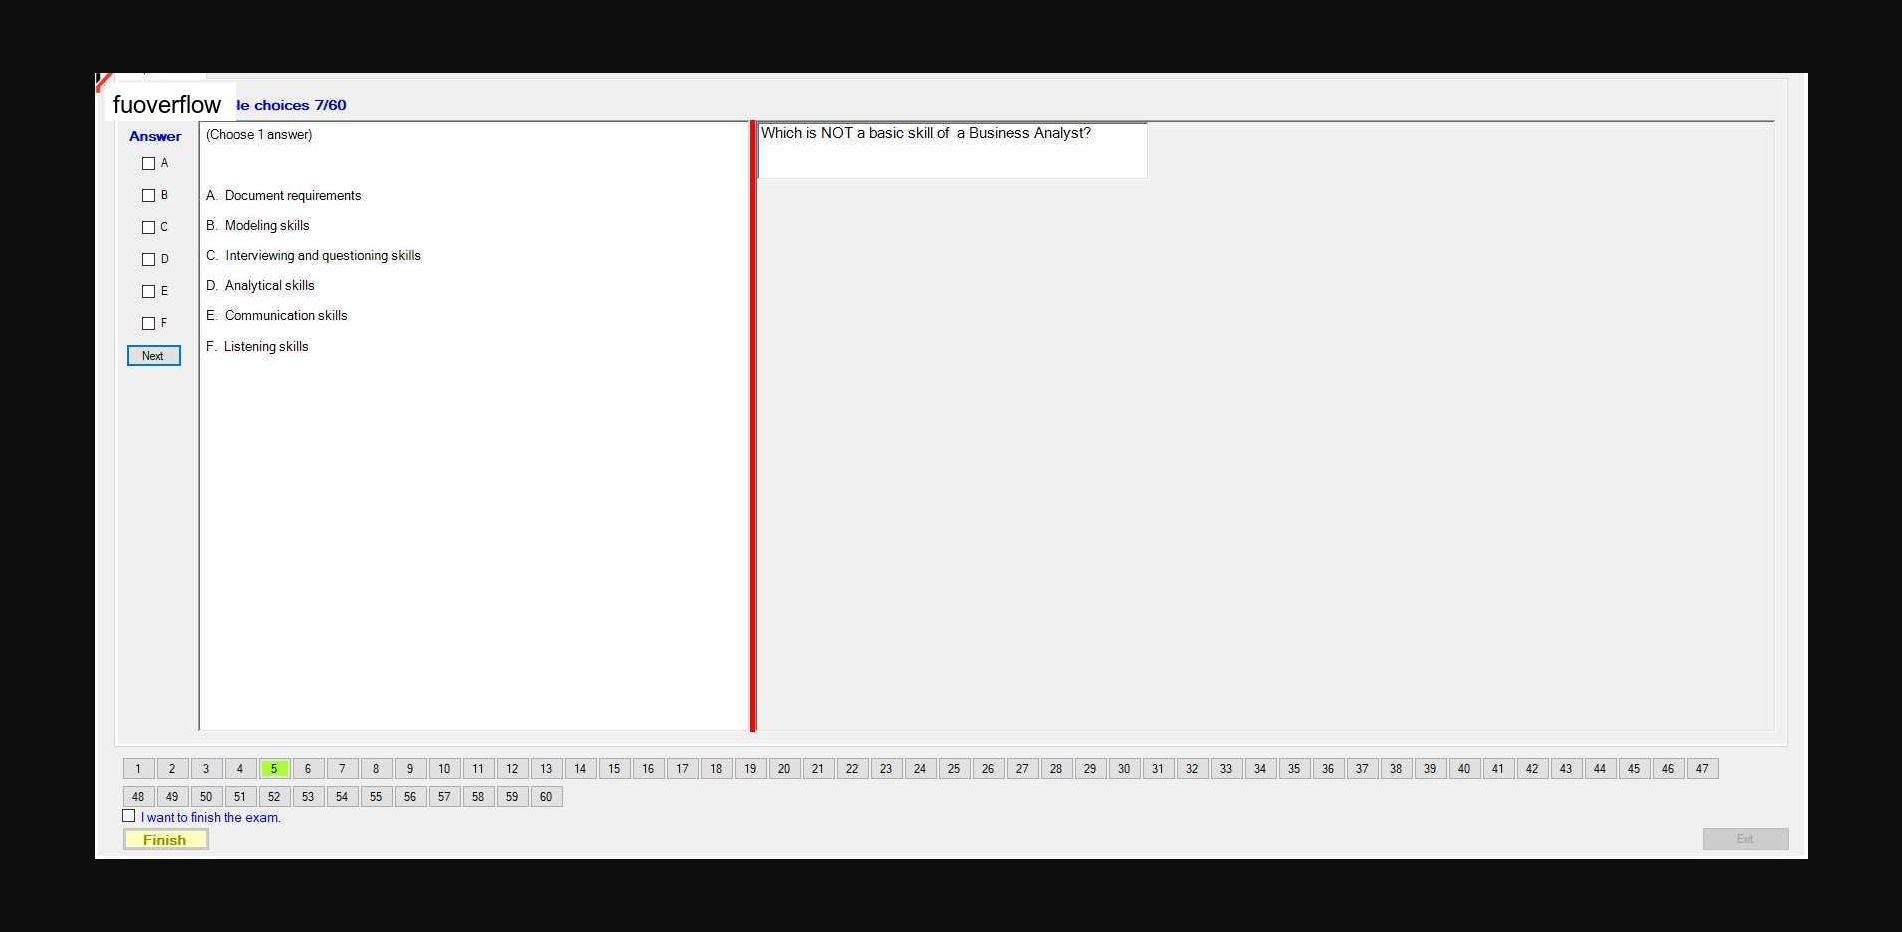 fuoverflow le choices 7/60
Answer
(Choose 1 answer)
Which is NOT a basic skill of a Business Analyst?
A
B
C
D
E
F
Next
A. Document requirements
B. Modeling skills
C. Interviewing and questioning skills
D. Analytical skills
E. Communication skills
F. Listening skills
1 2 3 4 5 6 7 8 9 10 11 12 13 14 15 16 17 18 19 20 21 22 23 24 25 26 27 28 29 30 31 32 33 34 35 36 37 38 39 40 41 42 43 44 45 46 47
48 49 50 51 52 53 54 55 56 57 58 59 60
I want to finish the exam.
Finish
Exit